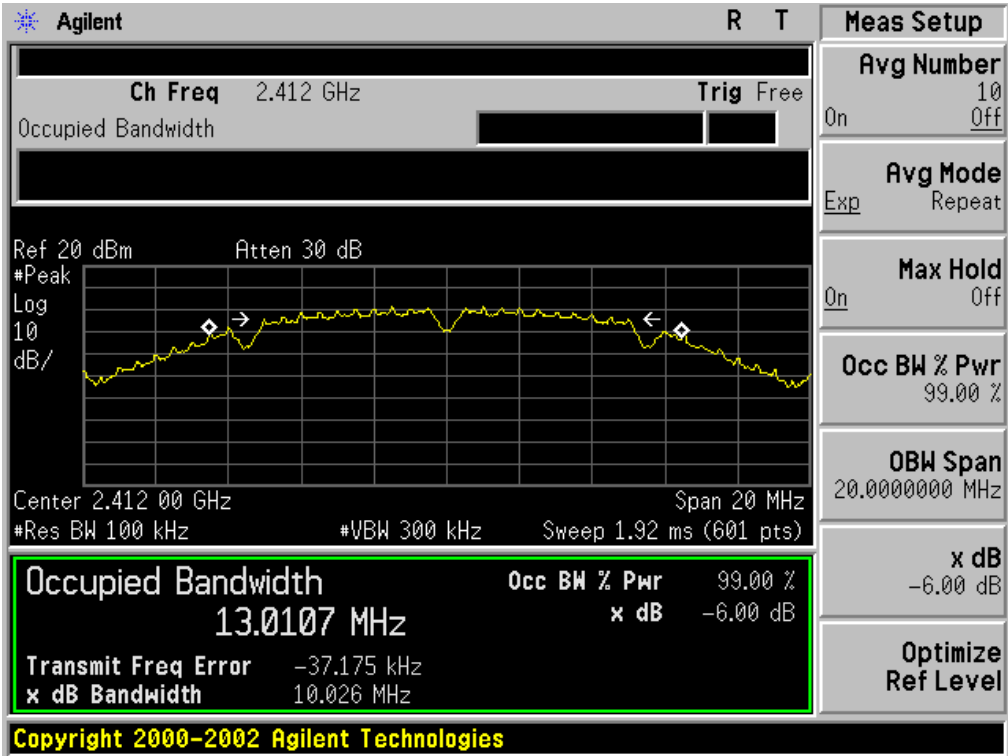 Agilent R T
Ch Freq 2.412 GHz Trig Free
Occupied Bandwidth
Ref 20 dBm Atten 30 dB
#Peak
Log
10
dB/
Center 2.412 00 GHz Span 20 MHz
#Res BW 100 kHz #VBW 300 kHz Sweep 1.92 ms (601 pts)
Occupied Bandwidth Occ BW % Pwr 99.00 %
13.0107 MHz x dB -6.00 dB
Transmit Freq Error -37.175 kHz
x dB Bandwidth 10.026 MHz
Copyright 2000-2002 Agilent Technologies
Meas Setup
Avg Number
10
On Off
Avg Mode
Exp Repeat
Max Hold
On Off
Occ BW % Pwr
99.00 %
OBW Span
20.0000000 MHz
x dB
-6.00 dB
Optimize
Ref Level